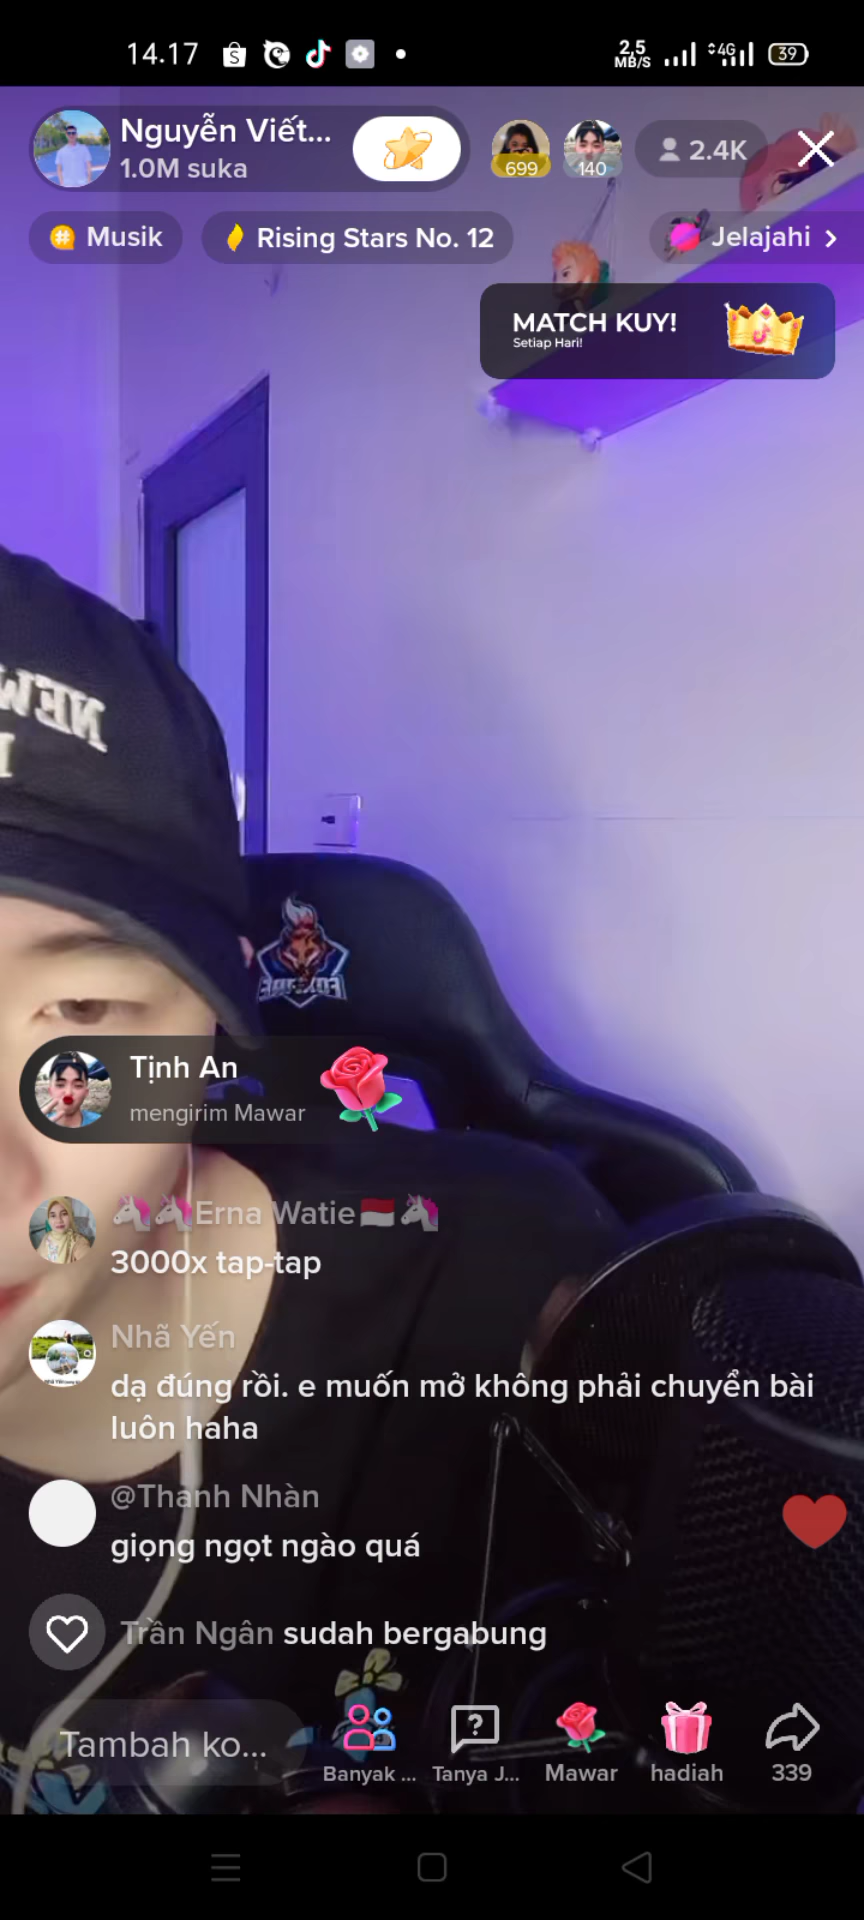 14.17
2,5
MB/S
4G
39
Nguyễn Viết...
1.0M suka
699
140
2.4K
Musik
Rising Stars No. 12
Jelajahi >
MATCH KUY!
Setiap Hari!
NEW
FOXFIRE
Tịnh An
mengirim Mawar
🦄🦄Erna Watie🇮🇩🦄
3000x tap-tap
Nhã Yến
dạ đúng rồi. e muốn mở không phải chuyển bài
luôn haha
@Thanh Nhàn
giọng ngọt ngào quá
Trần Ngân sudah bergabung
Tambah ko...
Banyak ...
Tanya J...
Mawar
hadiah
339